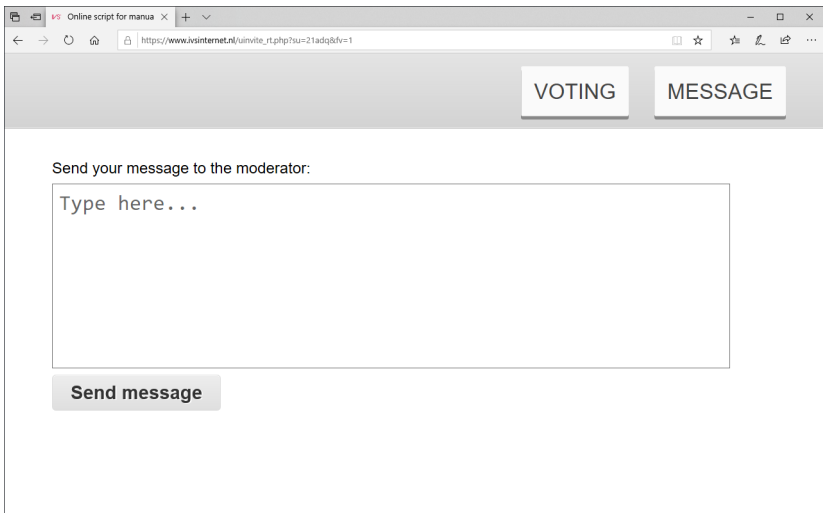 VS Online script for manua
https://www.ivsinternet.nl/uinvite_rt.php?su=21adq&fv=1
VOTING MESSAGE
Send your message to the moderator:
Type here...
Send message